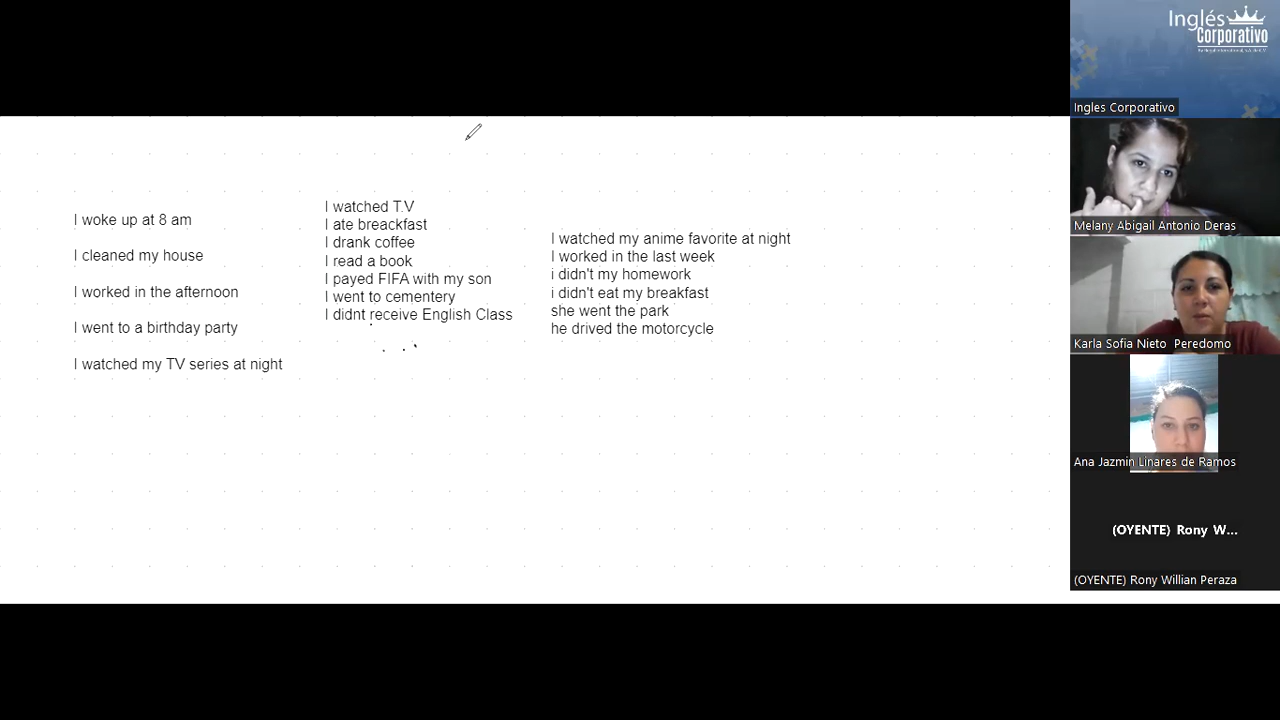 I woke up at 8 am
I cleaned my house
I worked in the afternoon
I went to a birthday party
I watched my TV series at night
I watched T.V
I ate breackfast
I drank coffee
I read a book
I payed FIFA with my son
I went to cementery
I didnt receive English Class
I watched my anime favorite at night
I worked in the last week
i didn't my homework
i didn't eat my breakfast
she went the park
he drived the motorcycle
Inglés
Corporativo
Ingles Corporativo
Melany Abigail Antonio Deras
Karla Sofia Nieto Peredomo
Ana Jazmin Linares de Ramos
(OYENTE) Rony W...
(OYENTE) Rony Willian Peraza